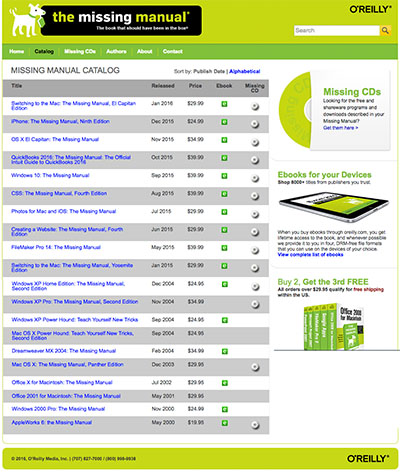 the missing manual®
The book that should have been in the box®
O'REILLY®
Search
Home Catalog Missing CDs Authors About Contact
MISSING MANUAL CATALOG
Sort by: Publish Date | Alphabetical
Title Released Price Ebook Missing CD
Switching to the Mac: The Missing Manual, El Capitan Edition Jan 2016 $29.99
iPhone: The Missing Manual, Ninth Edition Dec 2015 $24.99
OS X El Capitan: The Missing Manual Nov 2015 $34.99
QuickBooks 2016: The Missing Manual: The Official Intuit Guide to QuickBooks 2016 Oct 2015 $39.99
Windows 10: The Missing Manual Sep 2015 $39.99
CSS: The Missing Manual, Fourth Edition Aug 2015 $39.99
Photos for Mac and iOS: The Missing Manual Jul 2015 $29.99
Creating a Website: The Missing Manual, Fourth Edition Jun 2015 $29.99
FileMaker Pro 14: The Missing Manual May 2015 $39.99
Switching to the Mac: The Missing Manual, Yosemite Edition Jan 2015 $29.99
Windows XP Home Edition: The Missing Manual, Second Edition Dec 2004 $24.95
Windows XP Pro: The Missing Manual, Second Edition Nov 2004 $34.99
Windows XP Power Hound: Teach Yourself New Tricks Sep 2004 $24.95
Mac OS X Power Hound: Teach Yourself New Tricks, Second Edition Sep 2004 $24.95
Dreamweaver MX 2004: The Missing Manual Feb 2004 $34.99
Mac OS X: The Missing Manual, Panther Edition Dec 2003 $29.95
Office X for Macintosh: The Missing Manual Jul 2002 $29.95
Office 2001 for Macintosh: The Missing Manual May 2001 $29.95
Windows 2000 Pro: The Missing Manual Nov 2000 $24.99
AppleWorks 6: the Missing Manual May 2000 $19.95
Missing CDs
Looking for the free and
shareware programs and
downloads described in your
Missing Manual?
Get them here >
Ebooks for your Devices
Shop 8000+ titles from publishers you trust.
When you buy ebooks through oreilly.com, you get
lifetime access to the book, and whenever possible
we provide it to you in four, DRM-free file formats
that you can use on the devices of your choice.
View complete list of ebooks
Buy 2, Get the 3rd FREE
All orders over $29.95 qualify for free shipping
within the US.
Office 2008
for Macintosh
© 2016, O'Reilly Media, Inc. | (707) 827-7000 / (800) 998-9938
O'REILLY®